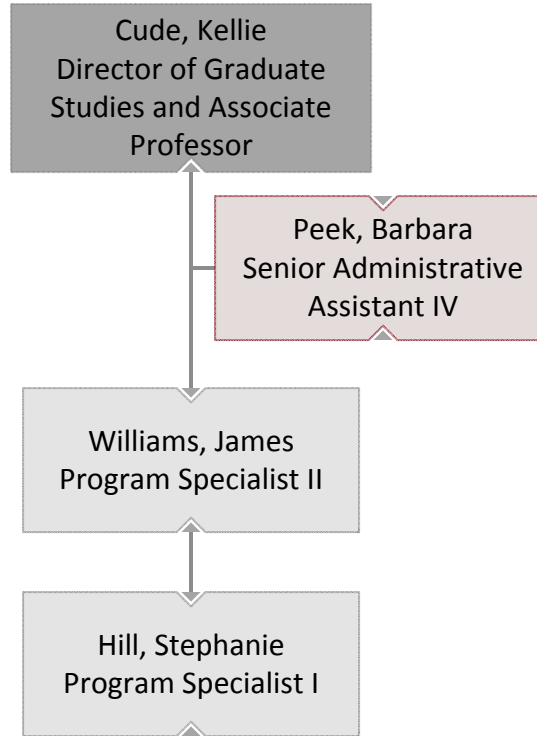 Cude, Kellie
Director of Graduate
Studies and Associate
Professor
Peek, Barbara
Senior Administrative
Assistant IV
Williams, James
Program Specialist II
Hill, Stephanie
Program Specialist I